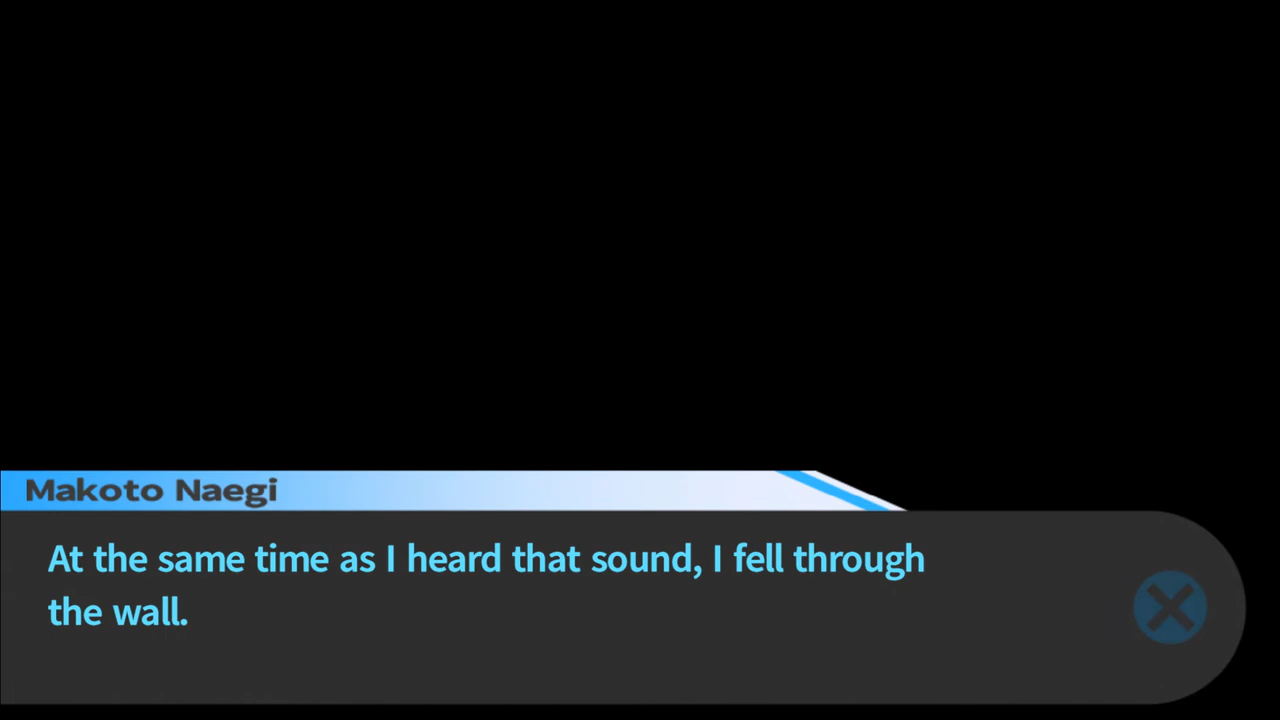 Makoto Naegi
At the same time as I heard that sound, I fell through
the wall.